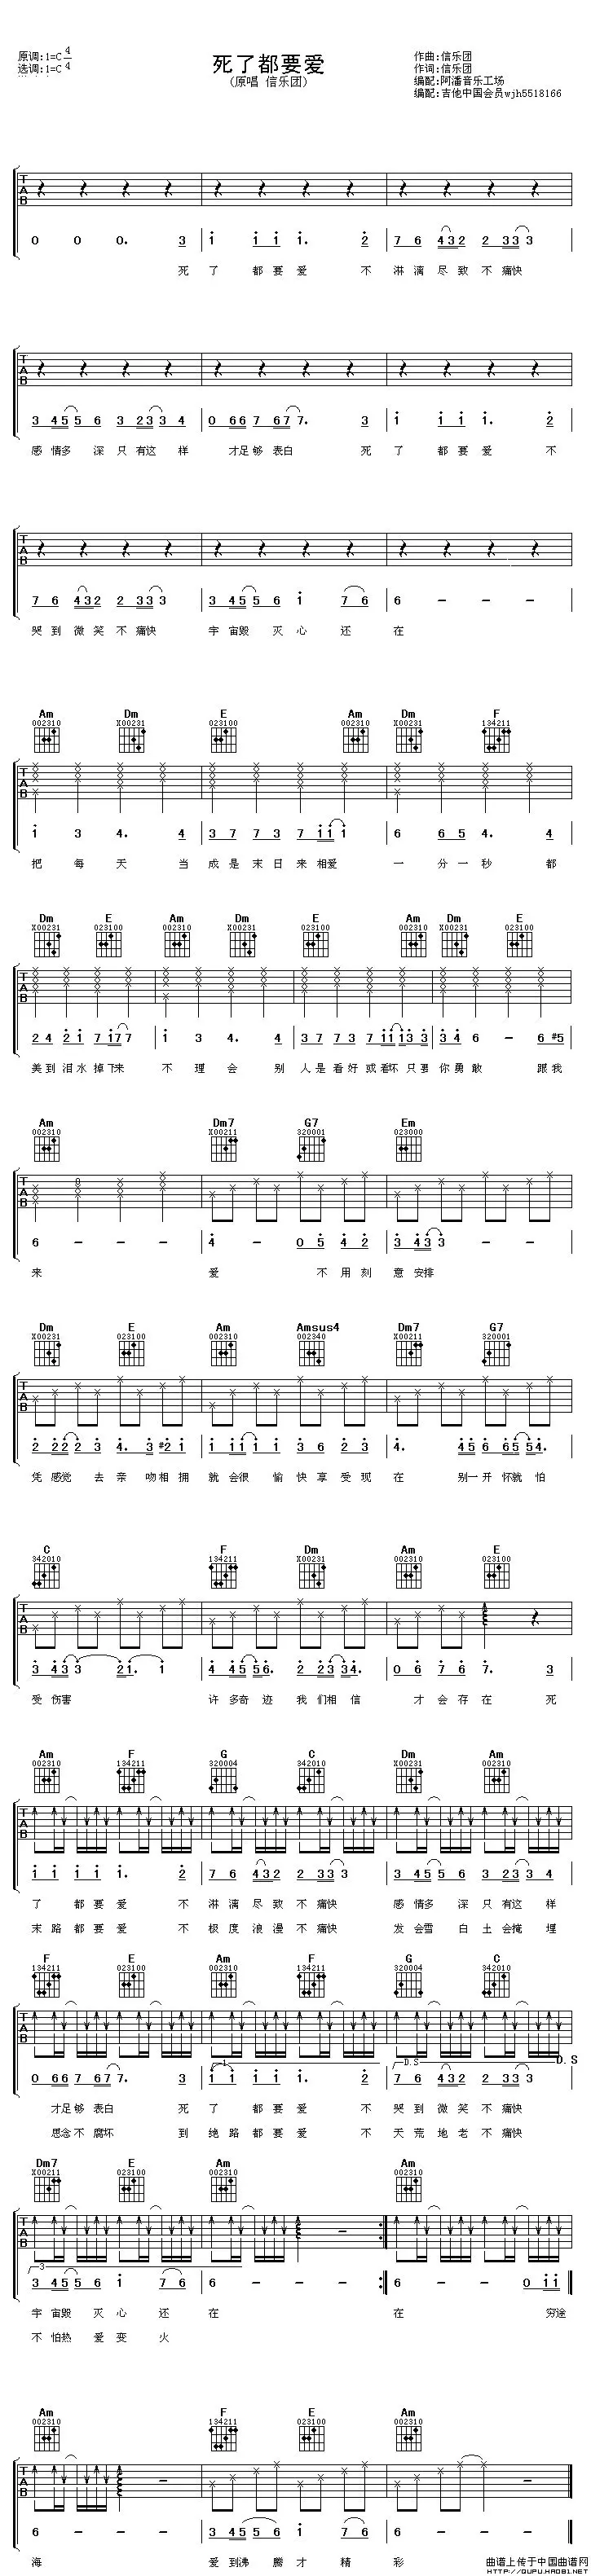 原调:1=C 4/4
选调:1=C
死了都要爱
(原唱 信乐团)
作曲:信乐团
作词:信乐团
编配:阿潘音乐工场
编配:吉他中国会员wjh5518166
T A B
0 0 0. 3 | 1 1 1 1. 2 | 7 6 432 2 33 3
死 了 都 要 爱 不 淋 漓 尽 致 不 痛快
T A B
3 45 5 6 3 23 3 4 | 0 66 7 67 7. 3 | 1 1 1 1. 2
感 情多 深 只 有这 样 才足 够 表白 死 了 都 要 爱 不
T A B
7 6 432 2 33 3 | 3 45 5 6 1 7 6 | 6 - - -
哭 到 微 笑 不 痛快 宇 宙毁 灭 心 还 在
Am Dm E Am Dm F
002310 X00231 023100 002310 X00231 134211
T A B
1 3 4. 4 | 3 7 7 3 7 11 1 | 6 6 5 4. 4
把 每 天 当 成 是 末 日 来 相爱 一 分 一 秒 都
Dm E Am Dm E Am Dm E
X00231 023100 002310 X00231 023100 002310 X00231 023100
T A B
2 4 2 1 7 17 7 | 1 3 4. 4 | 3 7 7 3 7 11 1 3 3 | 3 4 6 - 6 #5
美 到 泪 水 掉 下来 不 理 会 别 人 是 看 好 或 看坏 只 要 你 勇 敢 跟 我
Am Dm7 G7 Em
002310 X00211 320001 023000
T A B
6 - - - | 4 - - 0 5 4 2 | 3 43 3 - -
来 爱 不 用 刻 意 安排
Dm E Am Amsus4 Dm7 G7
X00231 023100 002310 002340 X00211 320001
T A B
2 22 2 3 4. 3 #2 1 | 1 11 1 1 3 6 2 3 | 4. 45 6 65 54.
凭 感觉 去 亲 吻 相 拥 就 会很 愉 快 享 受 现 在 别一 开 怀就 怕
C F Dm Am E
342010 134211 X00231 002310 023100
T A B
3 43 3 21. 1 | 4 45 56. 2 23 34. | 0 6 7 6 7. 3
受 伤害 许 多奇 迹 我 们相 信 才 会 存 在 死
Am F G C Dm Am
002310 134211 320004 342010 X00231 002310
T A B
1 1 1 1 1. 2 | 7 6 432 2 33 3 | 3 45 5 6 3 23 3 4
了 都 要 爱 不 淋 漓 尽 致 不 痛快 感 情多 深 只 有这 样
末 路 都 要 爱 不 极 度 浪 漫 不 痛快 发 会雪 白 土 会掩 埋
F E Am F G C
134211 023100 002310 134211 320004 342010
T A B
1 D.S D.S
0 66 7 67 7. 3 | 1 1 1 1 1. 2 | 7 6 432 2 33 3
才足 够 表白 死 了 都 要 爱 不 哭 到 微 笑 不 痛快
思念 不 腐坏 到 绝 路 都 要 爱 不 天 荒 地 老 不 痛快
Dm7 E Am Am
X00211 023100 002310 002310
T A B
3
3 45 5 6 1 7 6 | 6 - - - :| 6 - - 0 11
宇 宙毁 灭 心 还 在 在 穷途
不 怕热 爱 变 火
Am F E Am
002310 134211 023100 002310
T A B
6 - - - | 3 45 6 1 7 6 | 6 - - -
海 爱 到沸 腾 才 精 彩
曲谱上传于中国曲谱网
HTTP://QUPU.HAO81.NET